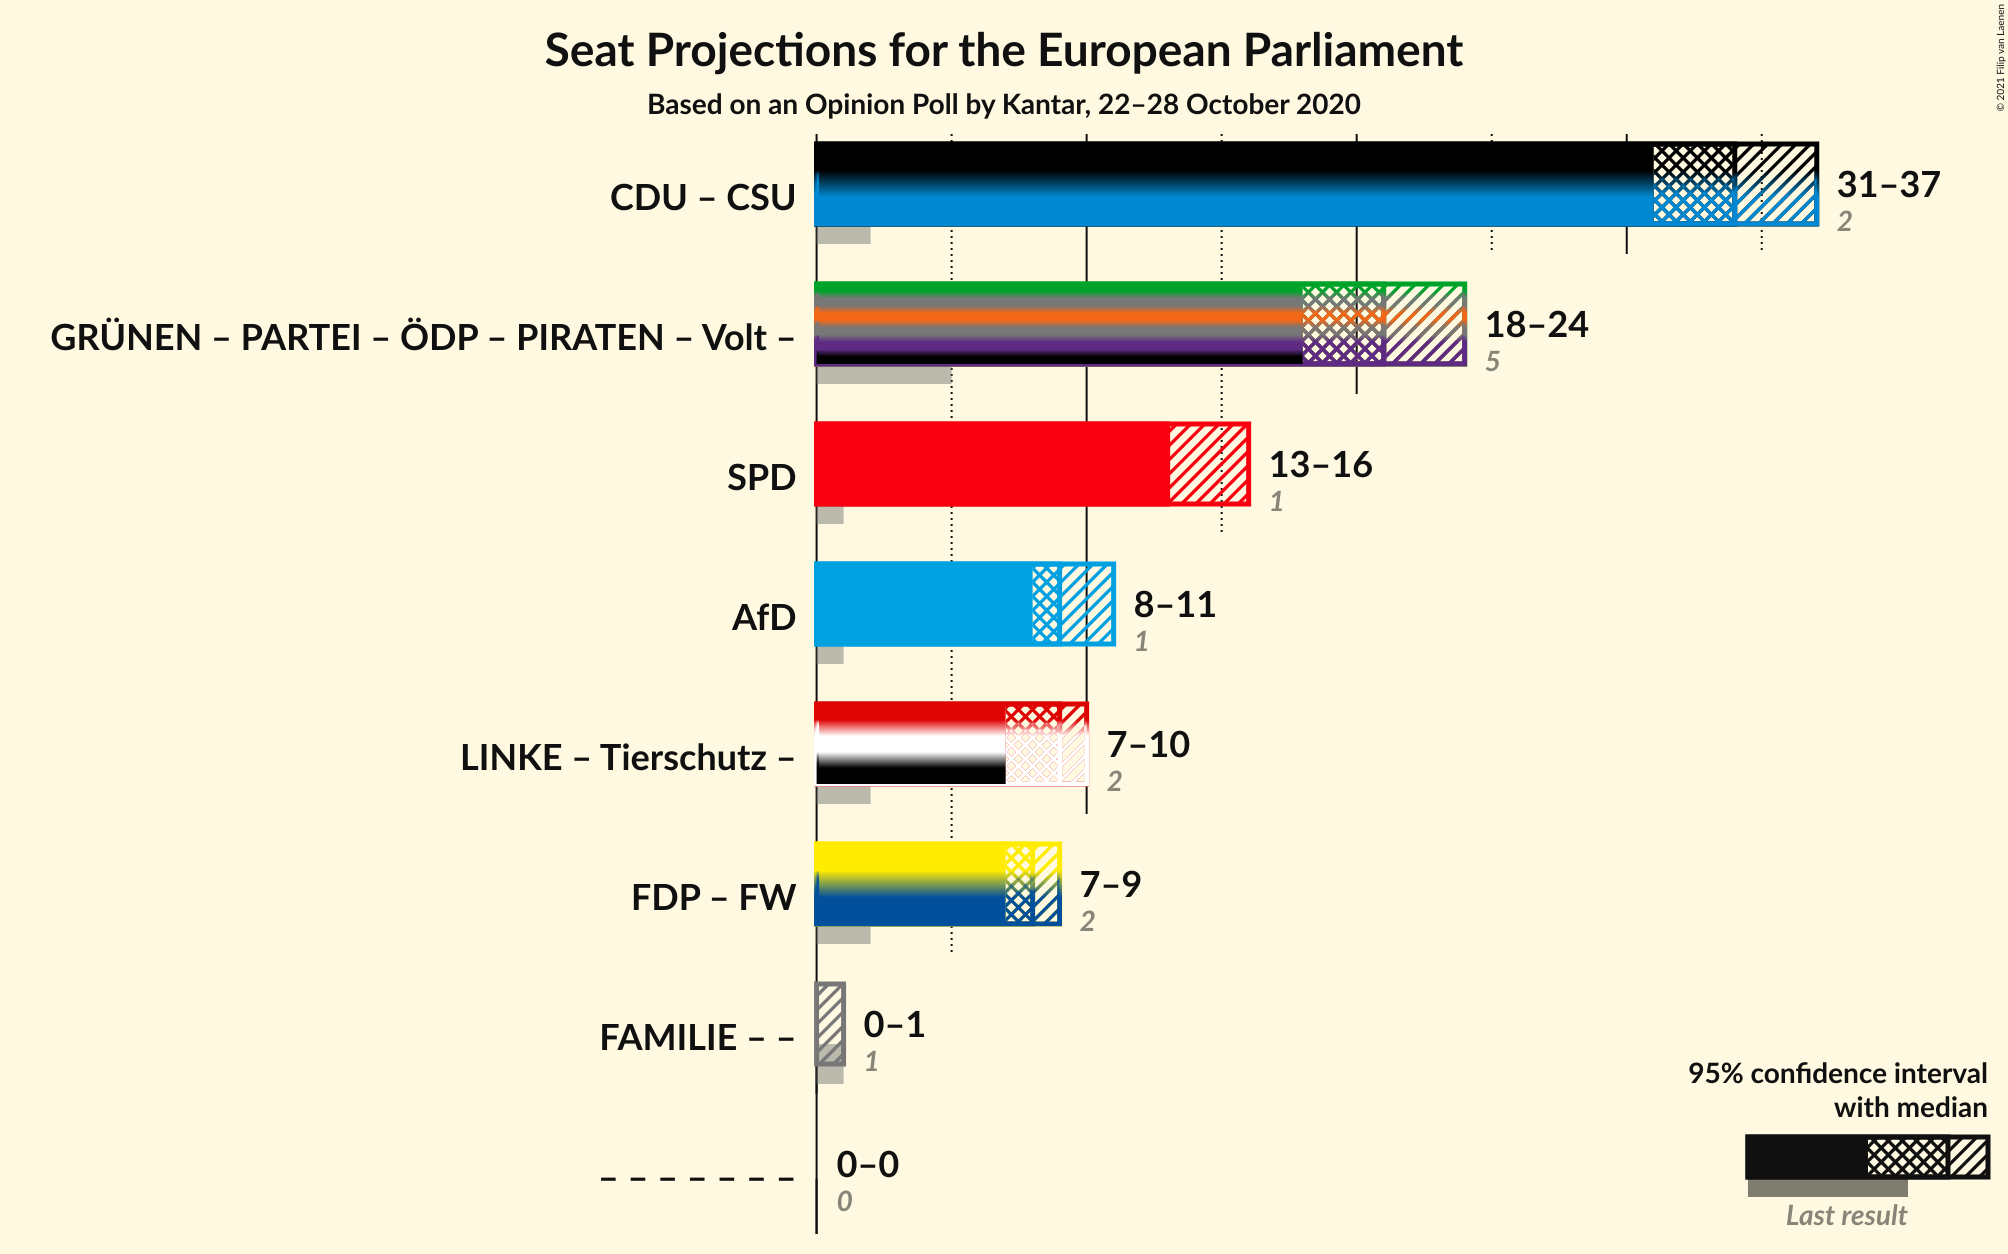 Seat Projections for the European Parliament
Based on an Opinion Poll by Kantar, 22–28 October 2020
© 2021 Filip van Laenen
CDU – CSU
31–37
2
GRÜNEN – PARTEI – ÖDP – PIRATEN – Volt –
18–24
5
SPD
13–16
1
AfD
8–11
1
LINKE – Tierschutz –
7–10
2
FDP – FW
7–9
2
FAMILIE – –
0–1
1
– – – – – – –
0–0
0
95% confidence interval
with median
Last result